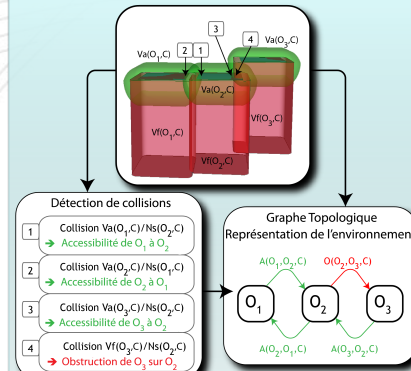 3
4
2
1
Va(O₁,C)
Va(O₃,C)
Va(O₂,C)
Vf(O₁,C)
Vf(O₃,C)
Vf(O₂,C)
Détection de collisions
1
Collision Va(O₁,C)/Ns(O₂,C)
➔ Accessibilité de O₁ à O₂
2
Collision Va(O₂,C)/Ns(O₁,C)
➔ Accessibilité de O₂ à O₁
3
Collision Va(O₃,C)/Ns(O₂,C)
➔ Accessibilité de O₃ à O₂
4
Collision Vf(O₃,C)/Ns(O₂,C)
➔ Obstruction de O₃ sur O₂
Graphe Topologique
Représentation de l'environnement
A(O₁,O₂,C)
O(O₂,O₃,C)
O₁
O₂
O₃
A(O₂,O₁,C)
A(O₃,O₂,C)